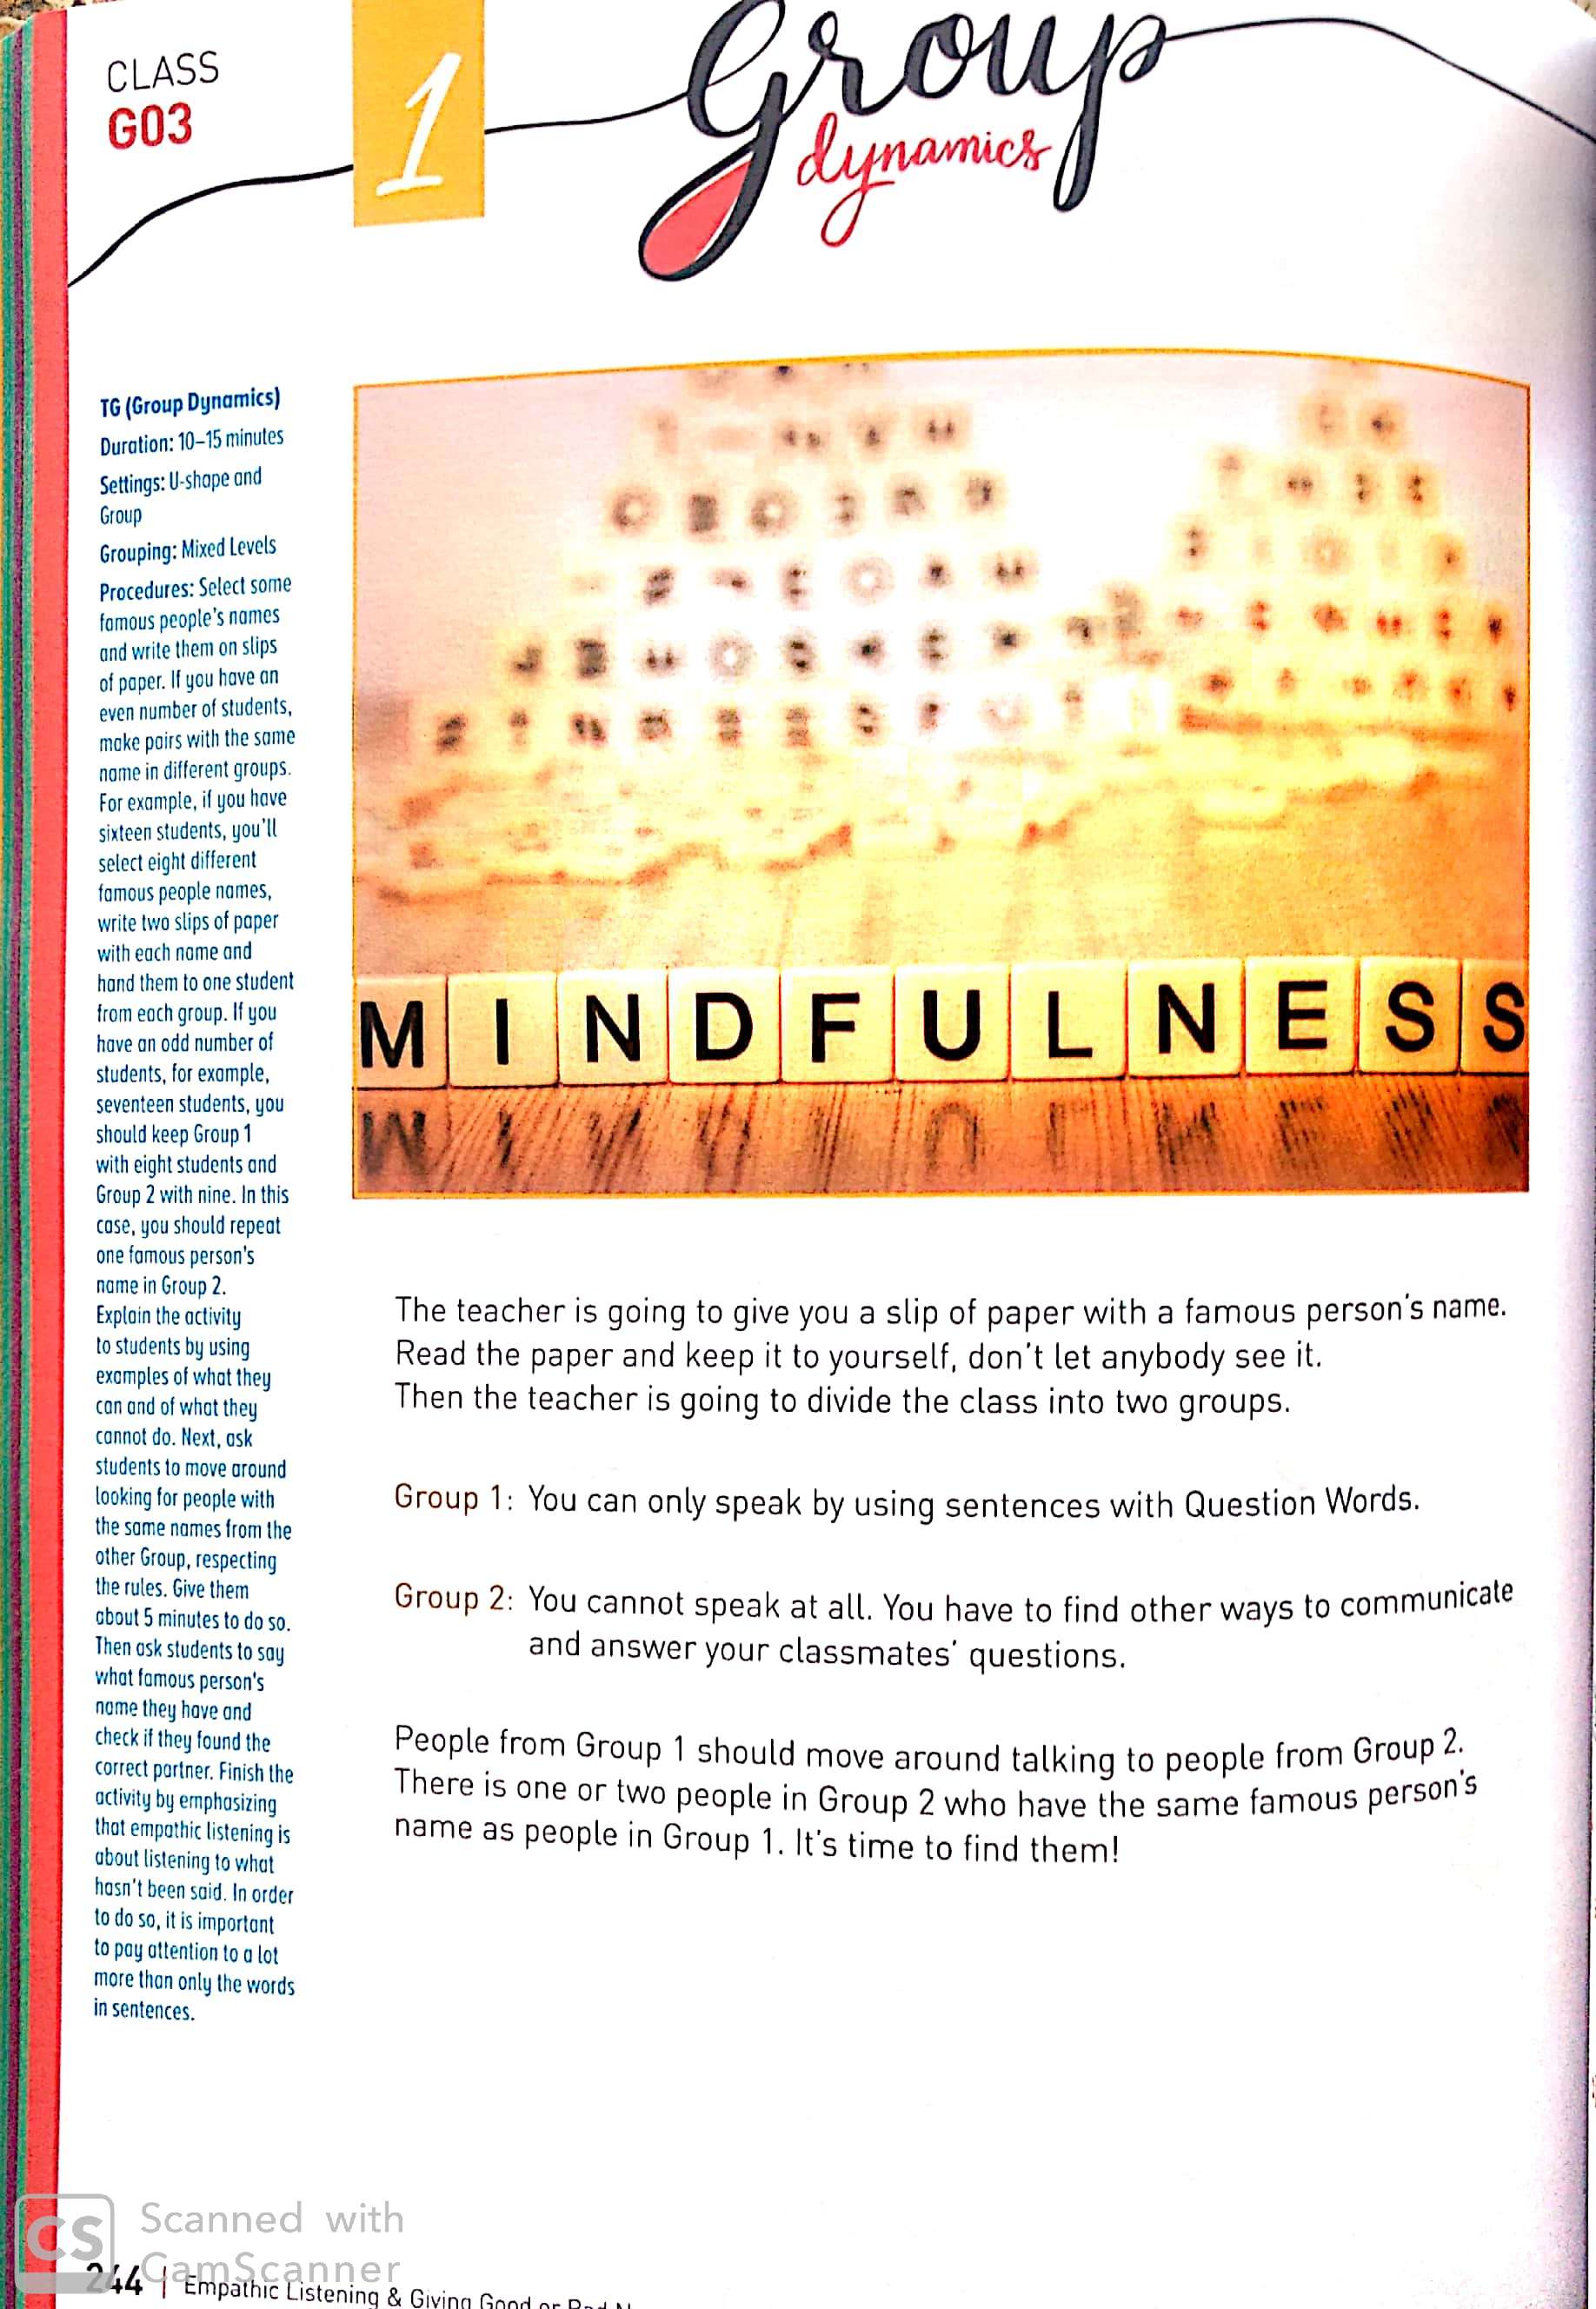 CLASS
G03
1
Group
dynamics
TG (Group Dynamics)
Duration: 10–15 minutes
Settings: U-shape and
Group
Grouping: Mixed Levels
Procedures: Select some
famous people's names
and write them on slips
of paper. If you have an
even number of students,
make pairs with the same
name in different groups.
For example, if you have
sixteen students, you'll
select eight different
famous people names,
write two slips of paper
with each name and
hand them to one student
from each group. If you
have an odd number of
students, for example,
seventeen students, you
should keep Group 1
with eight students and
Group 2 with nine. In this
case, you should repeat
one famous person's
name in Group 2.
Explain the activity
to students by using
examples of what they
can and of what they
cannot do. Next, ask
students to move around
looking for people with
the same names from the
other Group, respecting
the rules. Give them
about 5 minutes to do so.
Then ask students to say
what famous person's
name they have and
check if they found the
correct partner. Finish the
activity by emphasizing
that empathic listening is
about listening to what
hasn't been said. In order
to do so, it is important
to pay attention to a lot
more than only the words
in sentences.
MINDFULNESS
The teacher is going to give you a slip of paper with a famous person's name.
Read the paper and keep it to yourself, don't let anybody see it.
Then the teacher is going to divide the class into two groups.
Group 1: You can only speak by using sentences with Question Words.
Group 2: You cannot speak at all. You have to find other ways to communicate
and answer your classmates' questions.
People from Group 1 should move around talking to people from Group 2.
There is one or two people in Group 2 who have the same famous person's
name as people in Group 1. It's time to find them!
CS
Scanned with
CamScanner
244 | Empathic Listening & Giving Good or